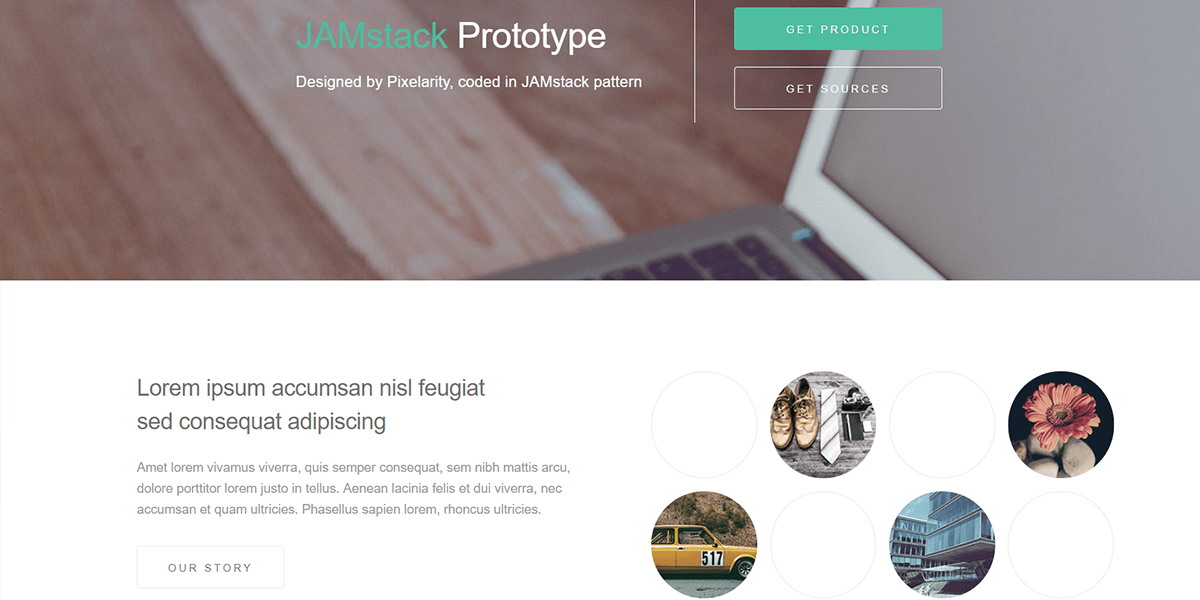 JAMstack Prototype
Designed by Pixelarity, coded in JAMstack pattern
GET PRODUCT
GET SOURCES
Lorem ipsum accumsan nisl feugiat
sed consequat adipiscing
Amet lorem vivamus viverra, quis semper consequat, sem nibh mattis arcu,
dolore porttitor lorem justo in tellus. Aenean lacinia felis et dui viverra, nec
accumsan et quam ultricies. Phasellus sapien lorem, rhoncus ultricies.
OUR STORY
517